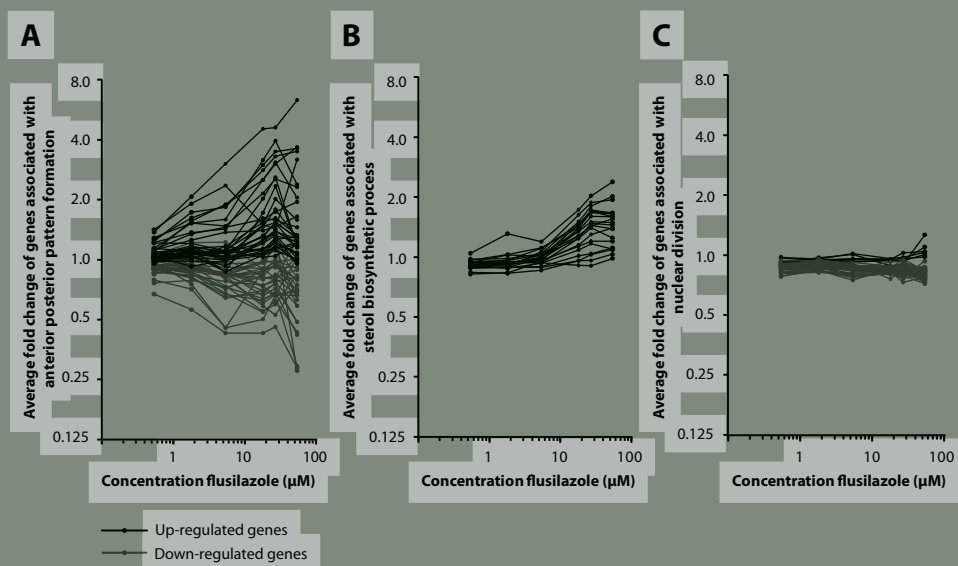 A
Average fold change of genes associated with
anterior posterior pattern formation
8.0
4.0
2.0
1.0
0.5
0.25
0.125
1 10 100
Concentration flusilazole (µM)
B
Average fold change of genes associated with
sterol biosynthetic process
8.0
4.0
2.0
1.0
0.5
0.25
0.125
1 10 100
Concentration flusilazole (µM)
C
Average fold change of genes associated with
nuclear division
8.0
4.0
2.0
1.0
0.5
0.25
0.125
1 10 100
Concentration flusilazole (µM)
Up-regulated genes
Down-regulated genes